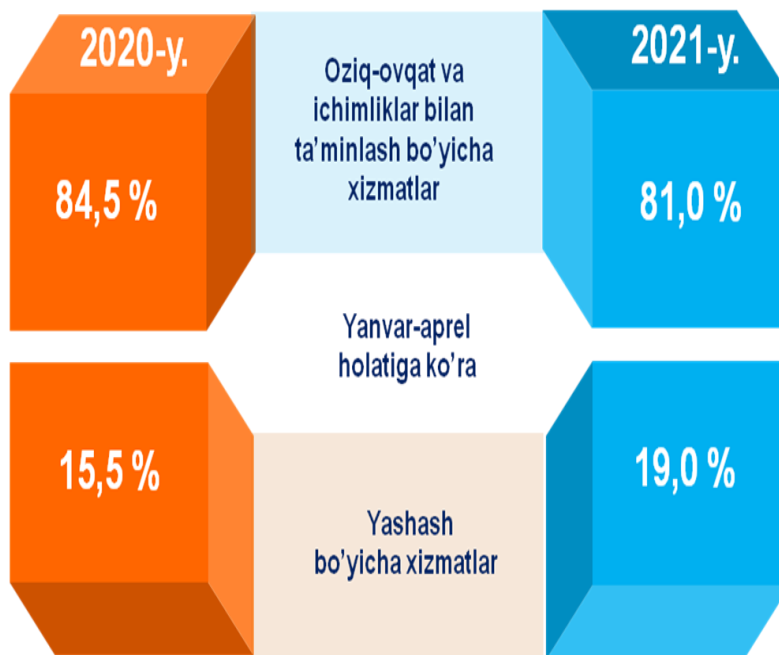 2020-y.
84,5 %
Oziq-ovqat va
ichimliklar bilan
ta’minlash bo’yicha
xizmatlar
2021-y.
81,0 %
Yanvar-aprel
holatiga ko’ra
15,5 %
Yashash
bo’yicha xizmatlar
19,0 %